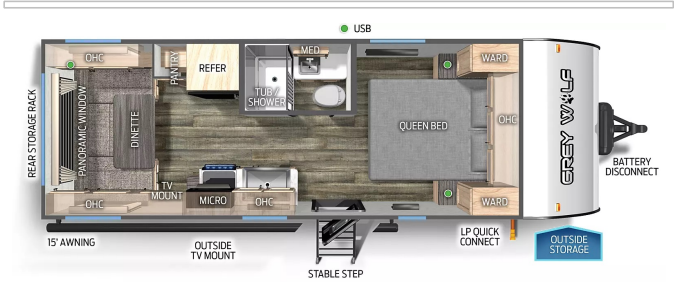 USB
OHC
PANTRY
REFER
MED
TUB /
SHOWER
WARD
REAR STORAGE RACK
PANORAMIC WINDOW
DINETTE
QUEEN BED
OHC
GREY WOLF
BATTERY
DISCONNECT
TV
MOUNT
MICRO
OHC
OHC
WARD
15' AWNING
OUTSIDE
TV MOUNT
STABLE STEP
LP QUICK
CONNECT
OUTSIDE
STORAGE